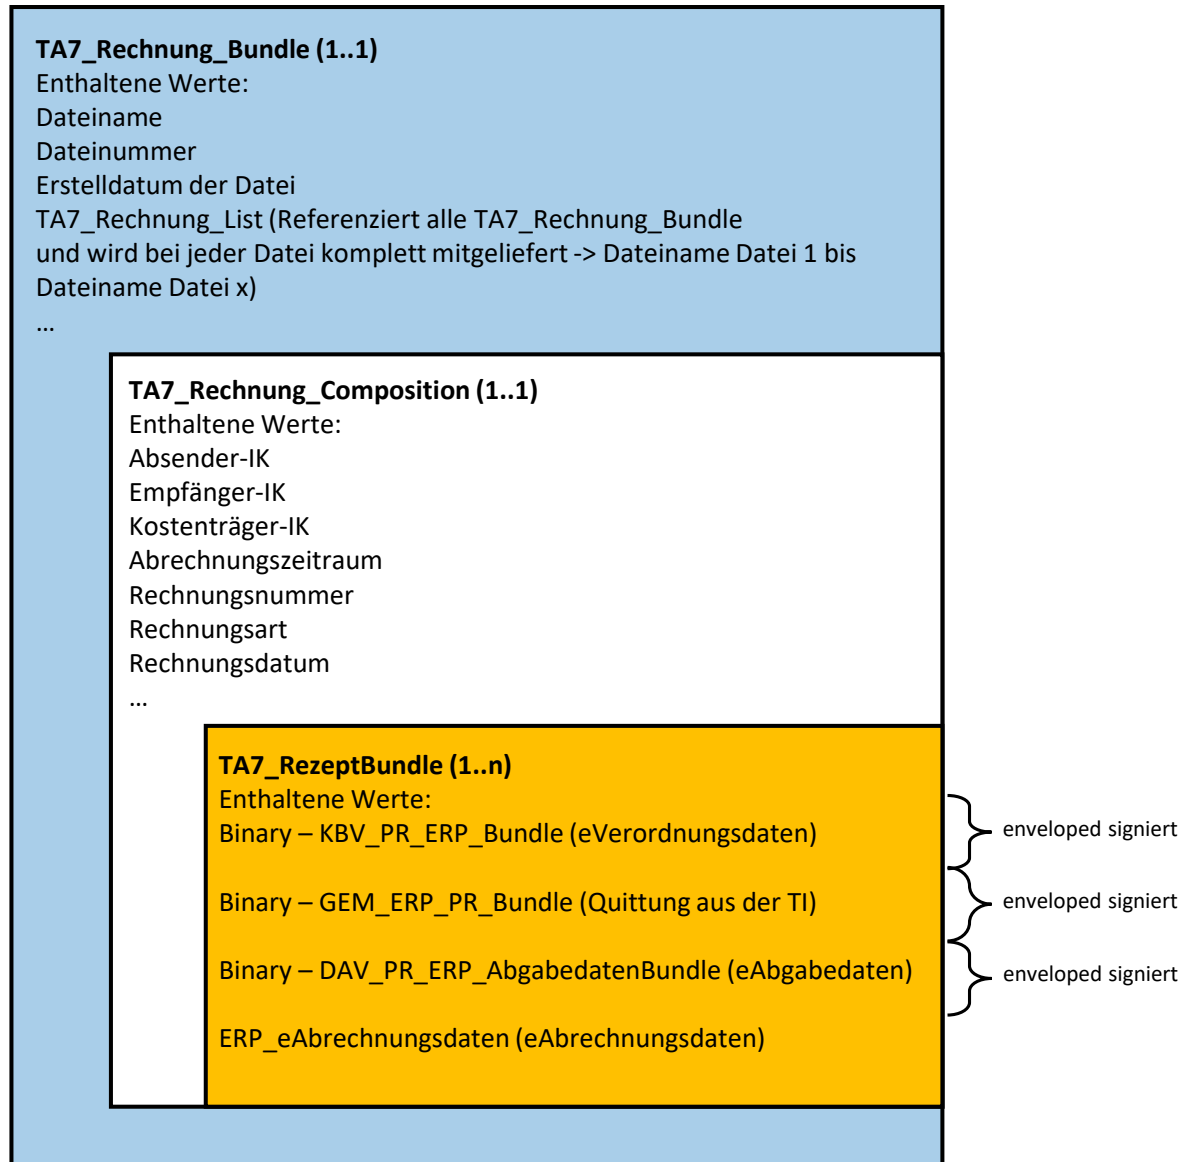 TA7_Rechnung_Bundle (1..1)
Enthaltene Werte:
Dateiname
Dateinummer
Erstelldatum der Datei
TA7_Rechnung_List (Referenziert alle TA7_Rechnung_Bundle
und wird bei jeder Datei komplett mitgeliefert -> Dateiname Datei 1 bis
Dateiname Datei x)
...
TA7_Rechnung_Composition (1..1)
Enthaltene Werte:
Absender-IK
Empfänger-IK
Kostenträger-IK
Abrechnungszeitraum
Rechnungsnummer
Rechnungsart
Rechnungsdatum
...
TA7_RezeptBundle (1..n)
Enthaltene Werte:
Binary – KBV_PR_ERP_Bundle (eVerordnungsdaten)
enveloped signiert
Binary – GEM_ERP_PR_Bundle (Quittung aus der TI)
enveloped signiert
Binary – DAV_PR_ERP_AbgabedatenBundle (eAbgabedaten)
enveloped signiert
ERP_eAbrechnungsdaten (eAbrechnungsdaten)